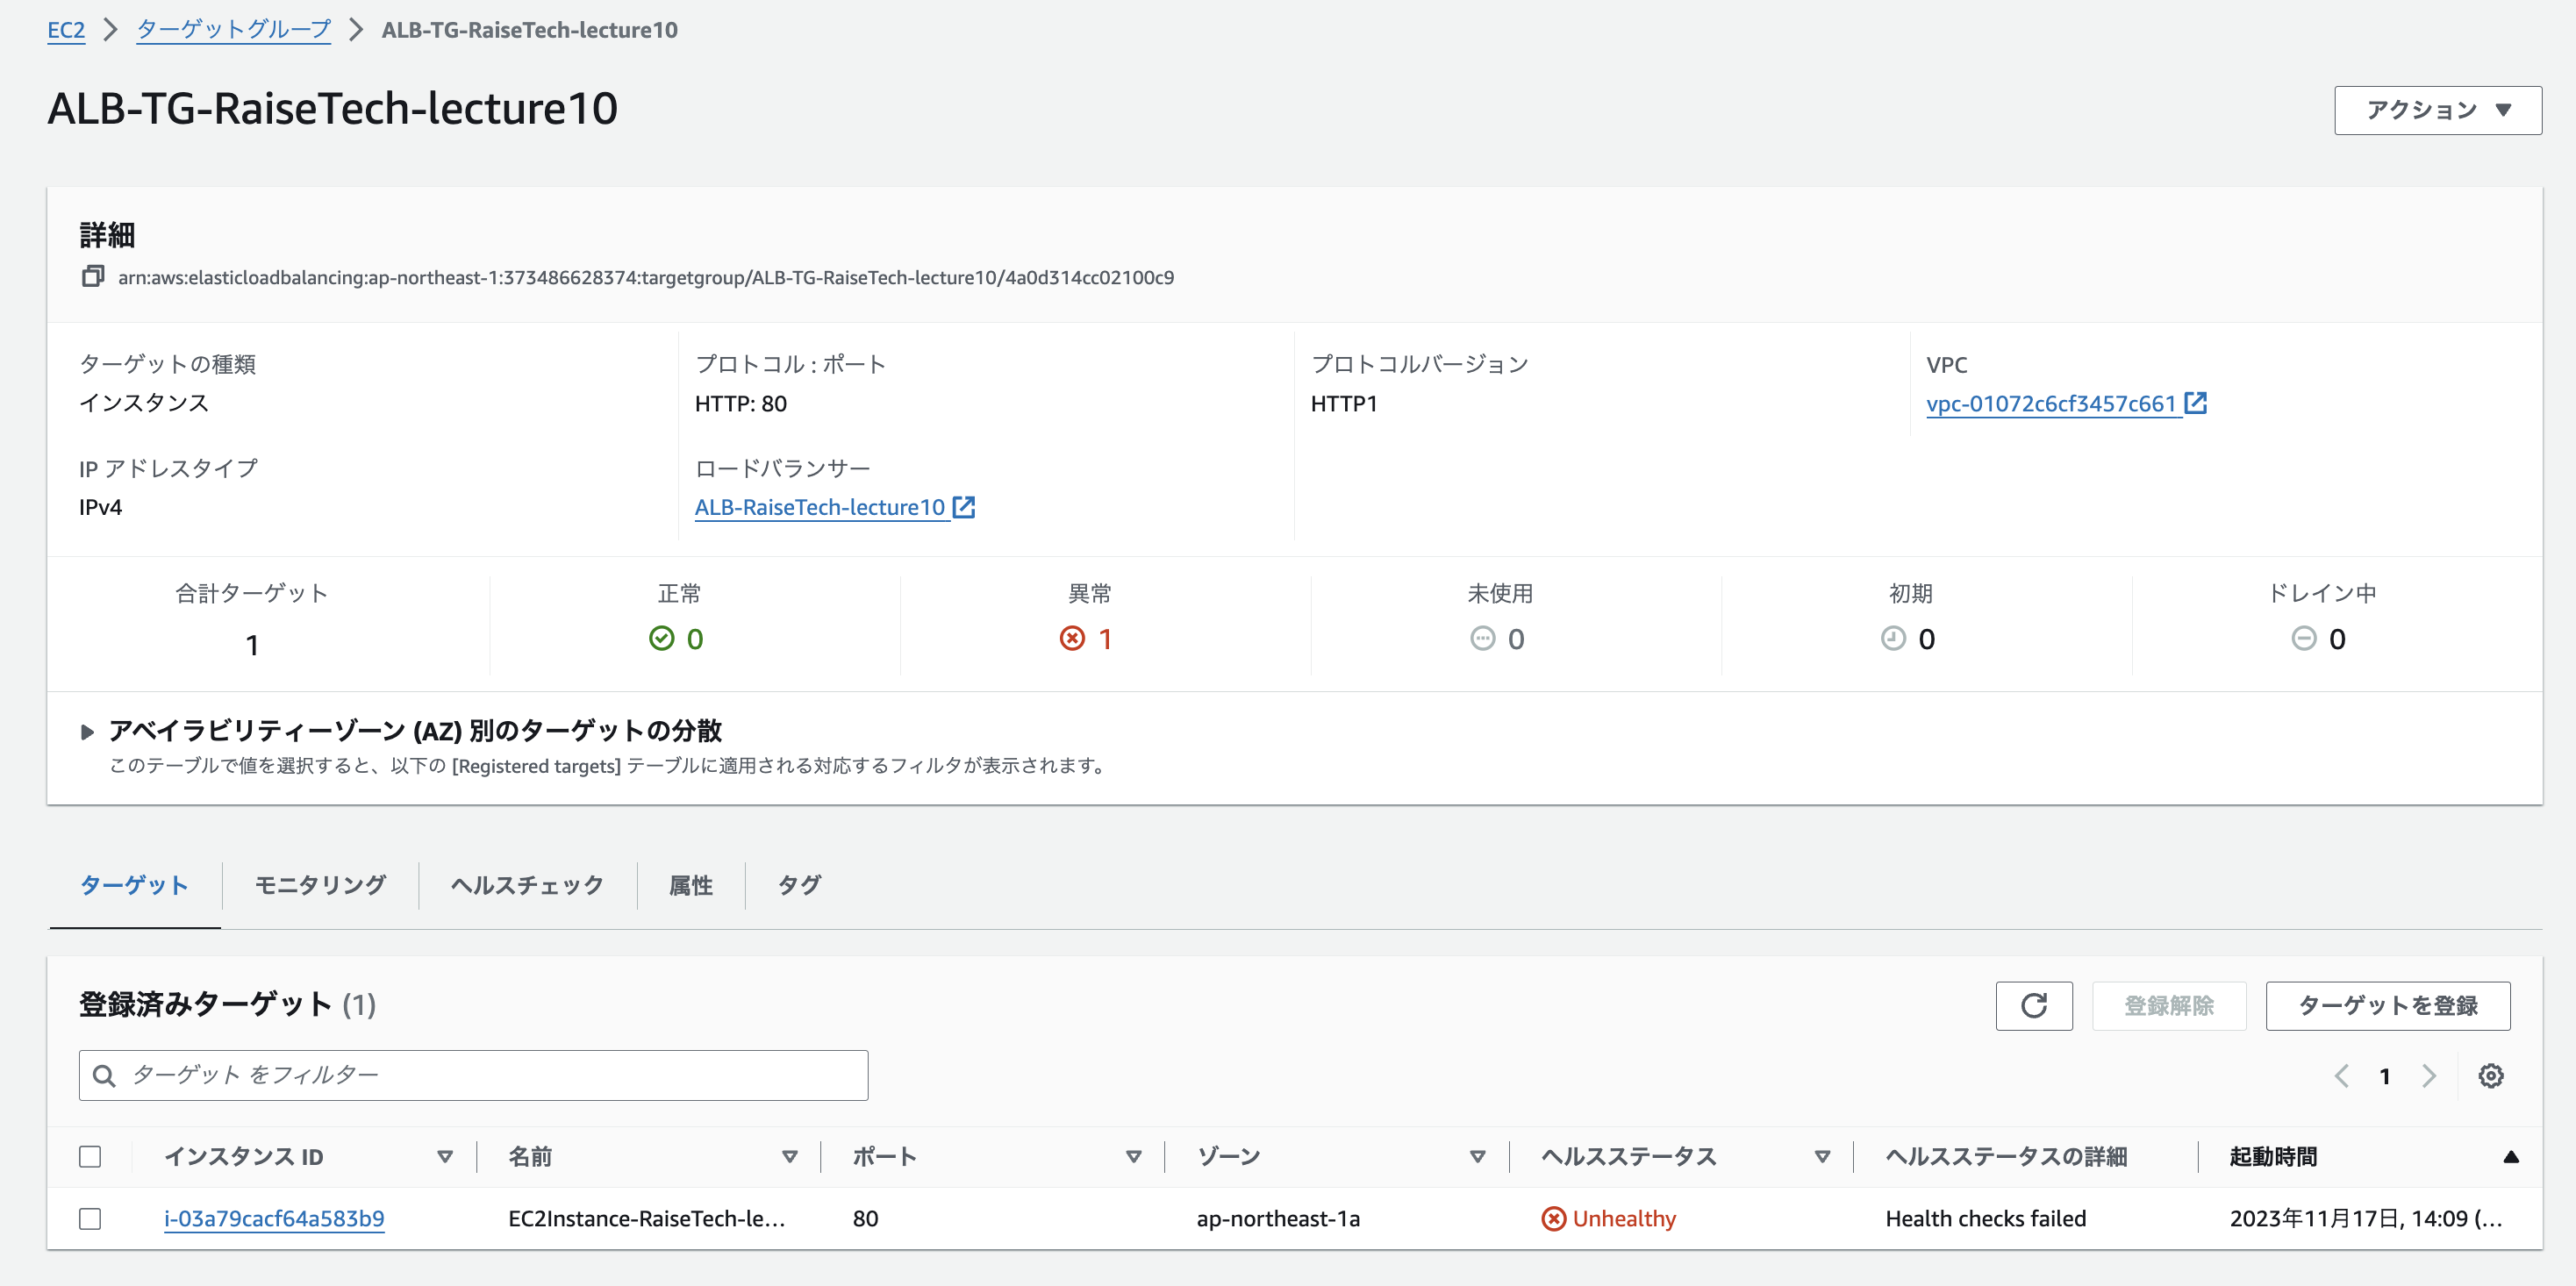 EC2 > ターゲットグループ > ALB-TG-RaiseTech-lecture10
ALB-TG-RaiseTech-lecture10
アクション ▼
詳細
arn:aws:elasticloadbalancing:ap-northeast-1:373486628374:targetgroup/ALB-TG-RaiseTech-lecture10/4a0d314cc02100c9
ターゲットの種類
インスタンス
プロトコル : ポート
HTTP: 80
プロトコルバージョン
HTTP1
VPC
vpc-01072c6cf3457c661
IP アドレスタイプ
IPv4
ロードバランサー
ALB-RaiseTech-lecture10
合計ターゲット
1
正常
0
異常
1
未使用
0
初期
0
ドレイン中
0
アベイラビリティーゾーン (AZ) 別のターゲットの分散
このテーブルで値を選択すると、以下の [Registered targets] テーブルに適用される対応するフィルタが表示されます。
ターゲット モニタリング ヘルスチェック 属性 タグ
登録済みターゲット (1)
登録解除 ターゲットを登録
ターゲット をフィルター
1
インスタンス ID 名前 ポート ゾーン ヘルスステータス ヘルスステータスの詳細 起動時間
i-03a79cacf64a583b9 EC2Instance-RaiseTech-le... 80 ap-northeast-1a Unhealthy Health checks failed 2023年11月17日, 14:09 (...